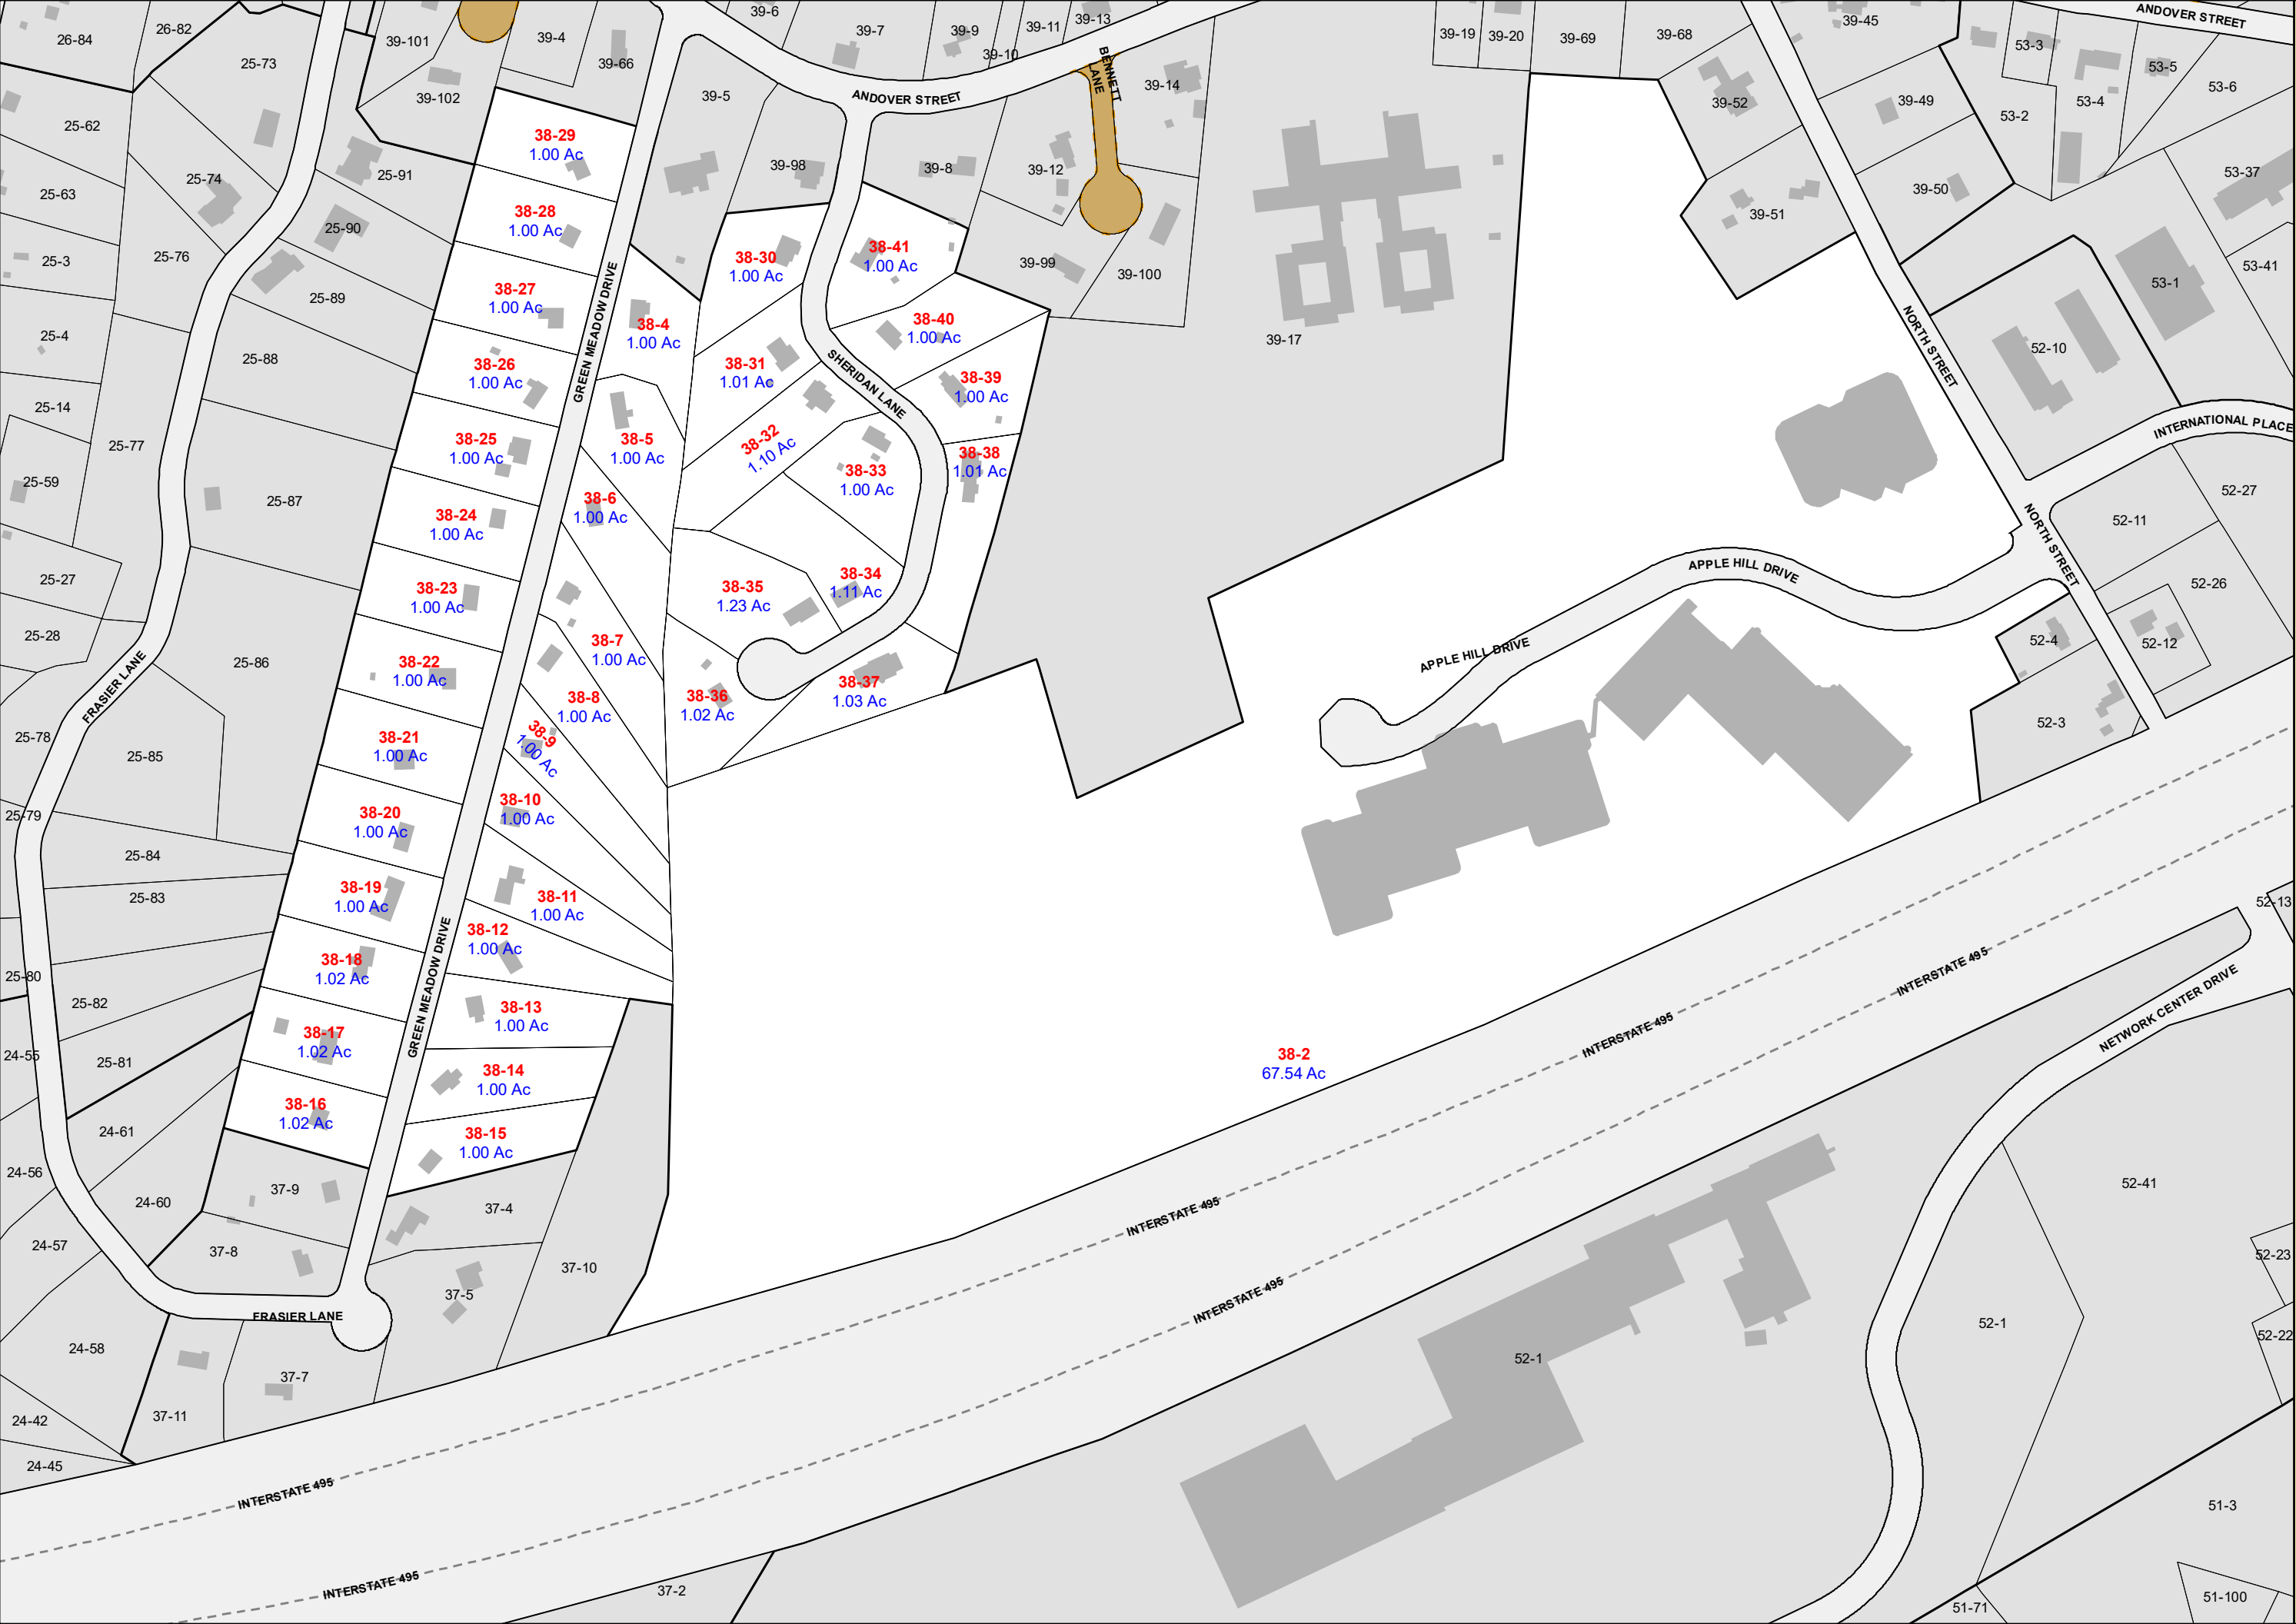 26-84
26-82
25-73
39-101
39-102
39-4
39-66
39-6
39-7
39-9
39-10
39-11
39-13
39-19
39-20
39-69
39-68
39-45
ANDOVER STREET
53-3
53-5
53-6
53-4
53-2
25-62
25-63
25-3
25-4
25-14
25-59
25-27
25-28
25-78
25-79
25-80
25-74
25-76
25-77
25-91
25-90
25-89
25-88
25-87
25-86
25-85
25-84
25-83
25-82
25-81
FRASIER LANE
38-29
1.00 Ac
38-28
1.00 Ac
38-27
1.00 Ac
38-26
1.00 Ac
38-25
1.00 Ac
38-24
1.00 Ac
38-23
1.00 Ac
38-22
1.00 Ac
38-21
1.00 Ac
38-20
1.00 Ac
38-19
1.00 Ac
38-18
1.02 Ac
38-17
1.02 Ac
38-16
1.02 Ac
GREEN MEADOW DRIVE
GREEN MEADOW DRIVE
39-5
39-98
ANDOVER STREET
39-8
39-12
BENNETT
LANE
39-14
39-99
39-100
38-30
1.00 Ac
38-41
1.00 Ac
38-4
1.00 Ac
38-31
1.01 Ac
38-40
1.00 Ac
SHERIDAN LANE
38-39
1.00 Ac
38-5
1.00 Ac
38-32
1.10 Ac
38-33
1.00 Ac
38-38
1.01 Ac
38-6
1.00 Ac
38-35
1.23 Ac
38-34
1.11 Ac
38-7
1.00 Ac
38-8
1.00 Ac
38-36
1.02 Ac
38-37
1.03 Ac
38-9
1.00 Ac
38-10
1.00 Ac
38-11
1.00 Ac
38-12
1.00 Ac
38-13
1.00 Ac
38-14
1.00 Ac
38-15
1.00 Ac
39-17
39-52
39-51
39-49
39-50
53-37
53-41
53-1
52-10
NORTH STREET
INTERNATIONAL PLACE
NORTH STREET
52-27
52-11
52-26
52-12
52-4
52-3
APPLE HILL DRIVE
APPLE HILL DRIVE
38-2
67.54 Ac
52-13
INTERSTATE 495
INTERSTATE 495
INTERSTATE 495
INTERSTATE 495
INTERSTATE 495
INTERSTATE 495
NETWORK CENTER DRIVE
24-55
24-61
24-56
24-60
24-57
24-58
24-42
24-45
37-9
37-8
37-4
37-10
37-5
FRASIER LANE
37-7
37-11
37-2
52-1
52-1
52-41
52-23
52-22
51-3
51-100
51-71